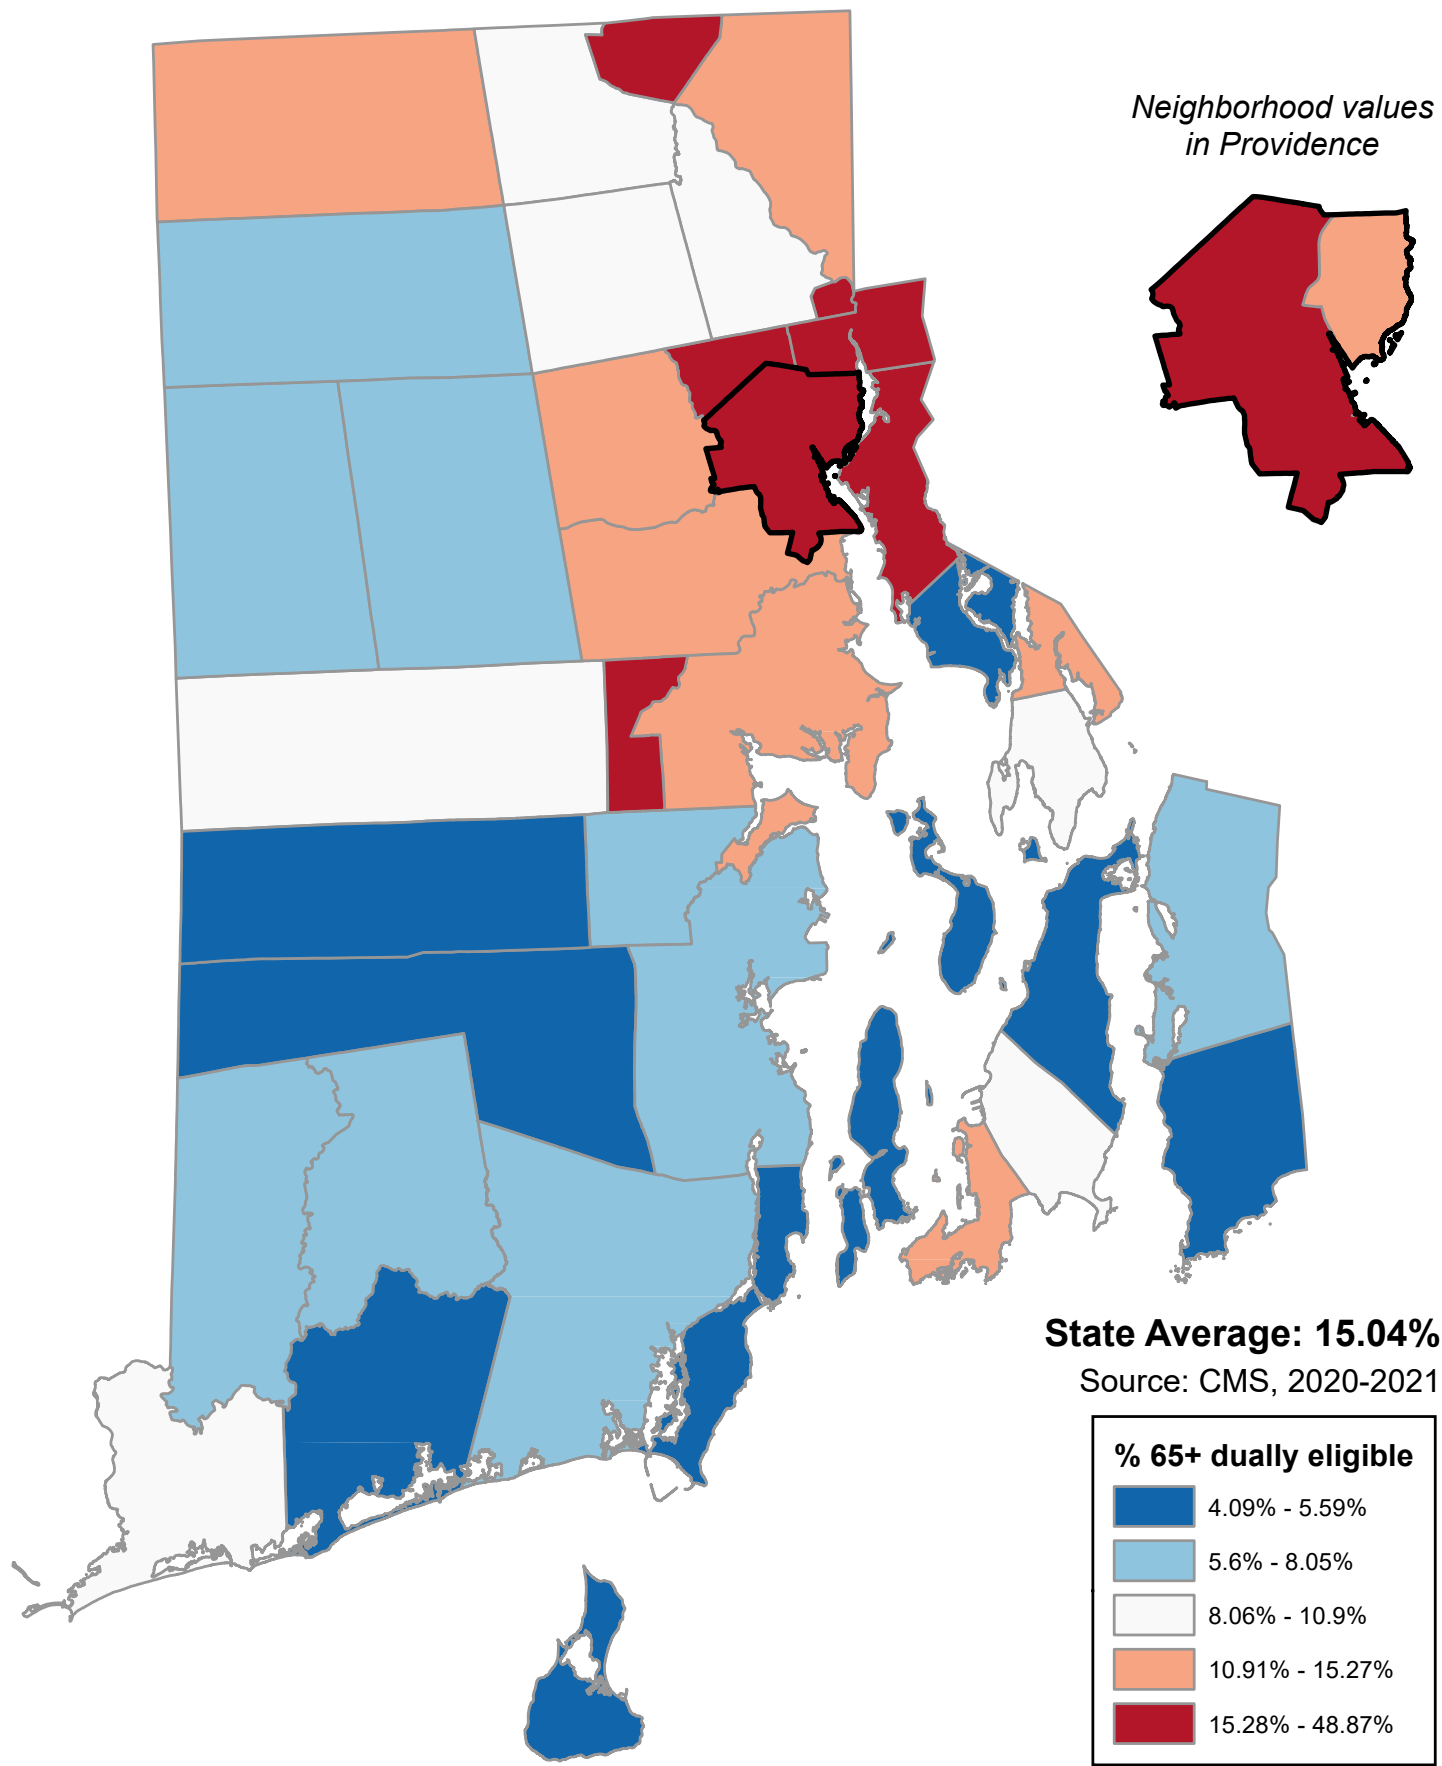 Neighborhood values
in Providence
State Average: 15.04%
Source: CMS, 2020-2021
% 65+ dually eligible
4.09% - 5.59%
5.6% - 8.05%
8.06% - 10.9%
10.91% - 15.27%
15.28% - 48.87%